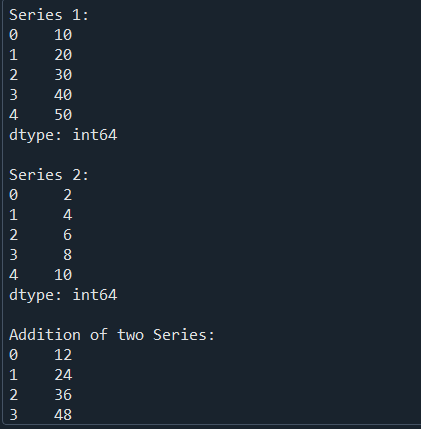 Series 1:
0    10
1    20
2    30
3    40
4    50
dtype: int64

Series 2:
0     2
1     4
2     6
3     8
4    10
dtype: int64

Addition of two Series:
0    12
1    24
2    36
3    48